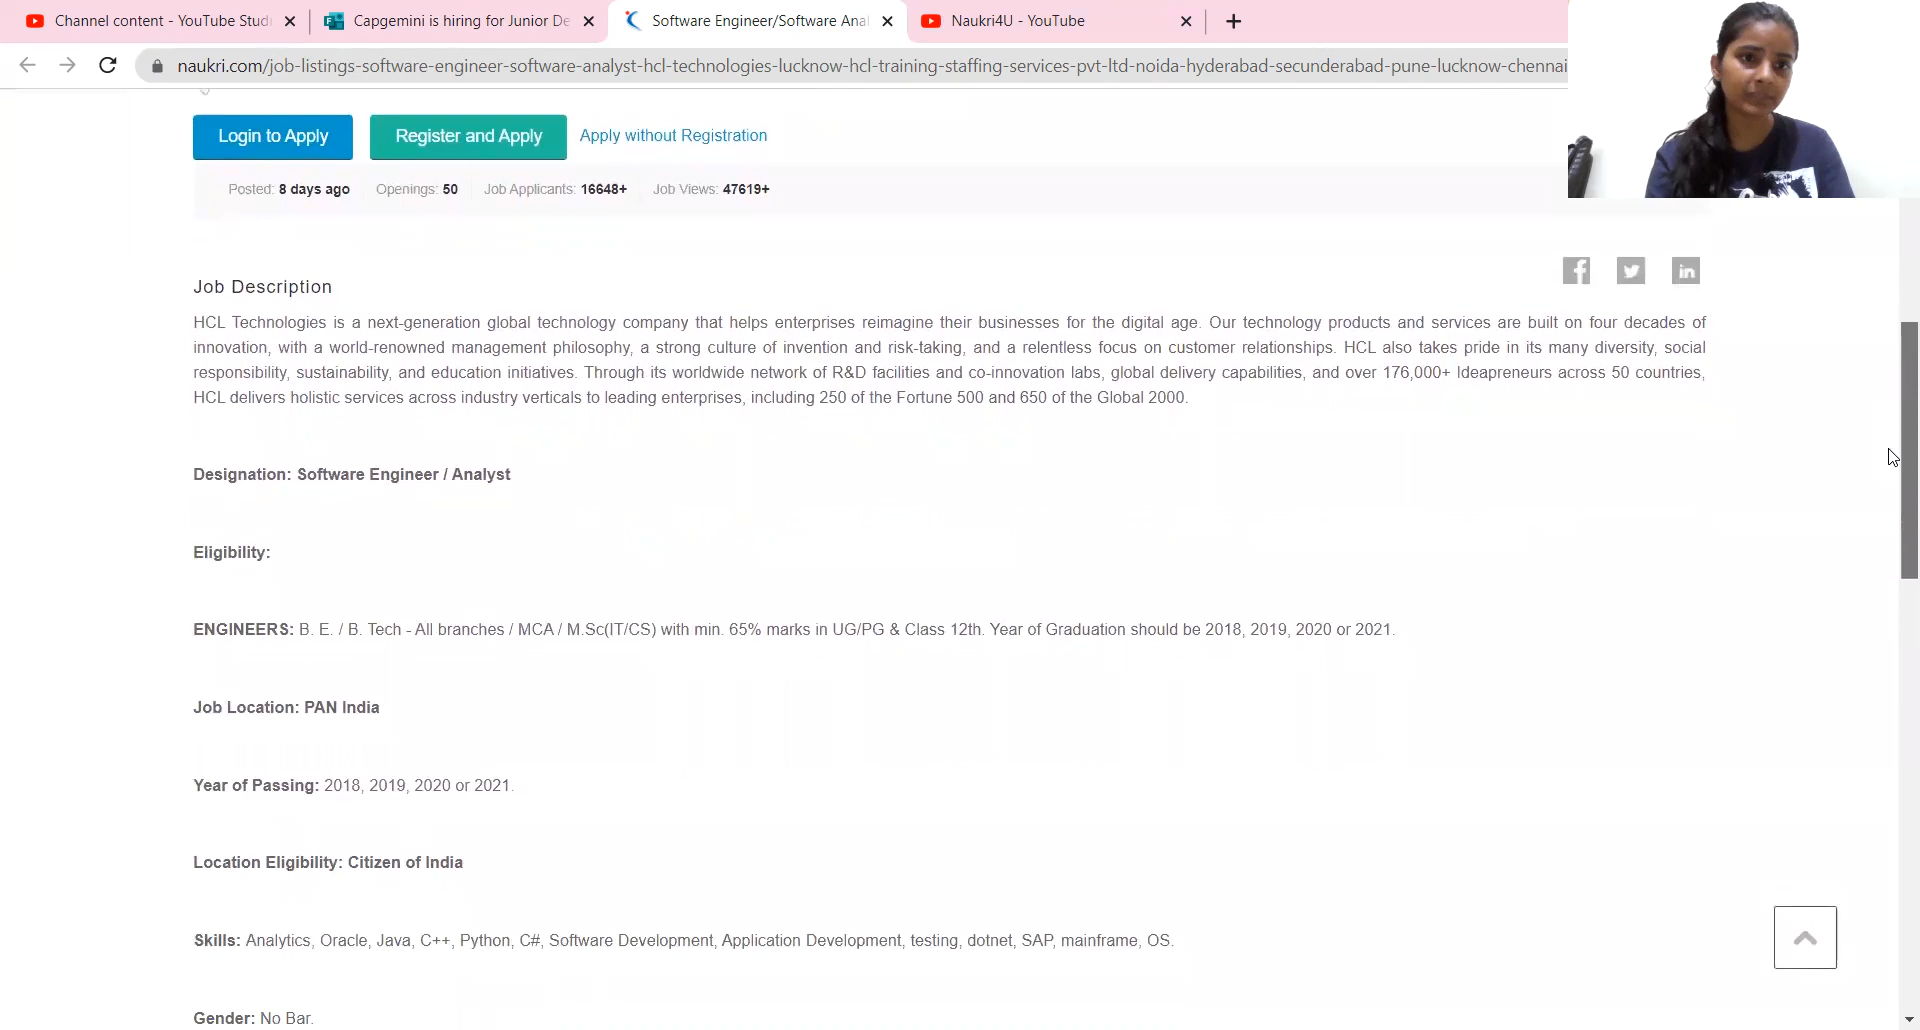 Channel content - YouTube Stud
Capgemini is hiring for Junior De
Software Engineer/Software Anal
Naukri4U - YouTube
naukri.com/job-listings-software-engineer-software-analyst-hcl-technologies-lucknow-hcl-training-staffing-services-pvt-ltd-noida-hyderabad-secunderabad-pune-lucknow-chennai
Login to Apply
Register and Apply
Apply without Registration
Posted: 8 days ago Openings: 50 Job Applicants: 16648+ Job Views: 47619+
Job Description
HCL Technologies is a next-generation global technology company that helps enterprises reimagine their businesses for the digital age. Our technology products and services are built on four decades of
innovation, with a world-renowned management philosophy, a strong culture of invention and risk-taking, and a relentless focus on customer relationships. HCL also takes pride in its many diversity, social
responsibility, sustainability, and education initiatives. Through its worldwide network of R&D facilities and co-innovation labs, global delivery capabilities, and over 176,000+ Ideapreneurs across 50 countries,
HCL delivers holistic services across industry verticals to leading enterprises, including 250 of the Fortune 500 and 650 of the Global 2000.
Designation: Software Engineer / Analyst
Eligibility:
ENGINEERS: B. E. / B. Tech - All branches / MCA / M.Sc(IT/CS) with min. 65% marks in UG/PG & Class 12th. Year of Graduation should be 2018, 2019, 2020 or 2021.
Job Location: PAN India
Year of Passing: 2018, 2019, 2020 or 2021.
Location Eligibility: Citizen of India
Skills: Analytics, Oracle, Java, C++, Python, C#, Software Development, Application Development, testing, dotnet, SAP, mainframe, OS.
Gender: No Bar.